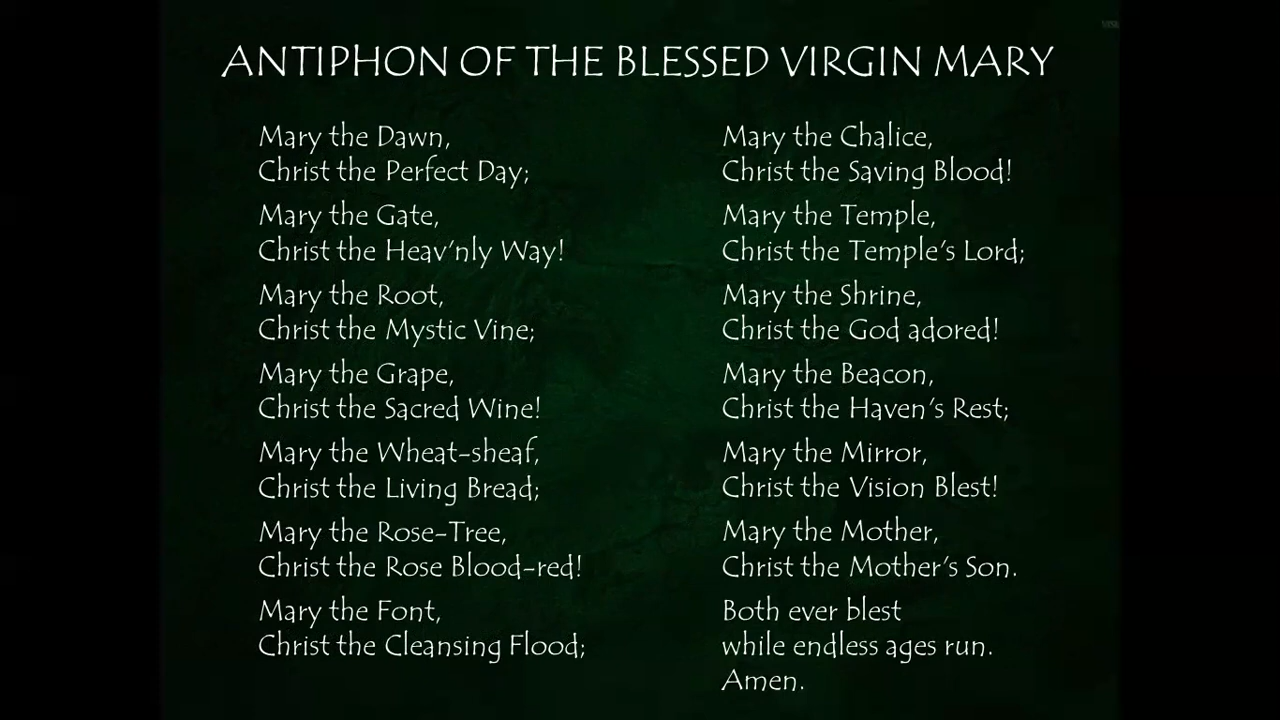 ANTIPHON OF THE BLESSED VIRGIN MARY
Mary the Dawn,
Christ the Perfect Day;
Mary the Gate,
Christ the Heav'nly Way!
Mary the Root,
Christ the Mystic Vine;
Mary the Grape,
Christ the Sacred Wine!
Mary the Wheat-sheaf,
Christ the Living Bread;
Mary the Rose-Tree,
Christ the Rose Blood-red!
Mary the Font,
Christ the Cleansing Flood;
Mary the Chalice,
Christ the Saving Blood!
Mary the Temple,
Christ the Temple's Lord;
Mary the Shrine,
Christ the God adored!
Mary the Beacon,
Christ the Haven's Rest;
Mary the Mirror,
Christ the Vision Blest!
Mary the Mother,
Christ the Mother's Son.
Both ever blest
while endless ages run.
Amen.